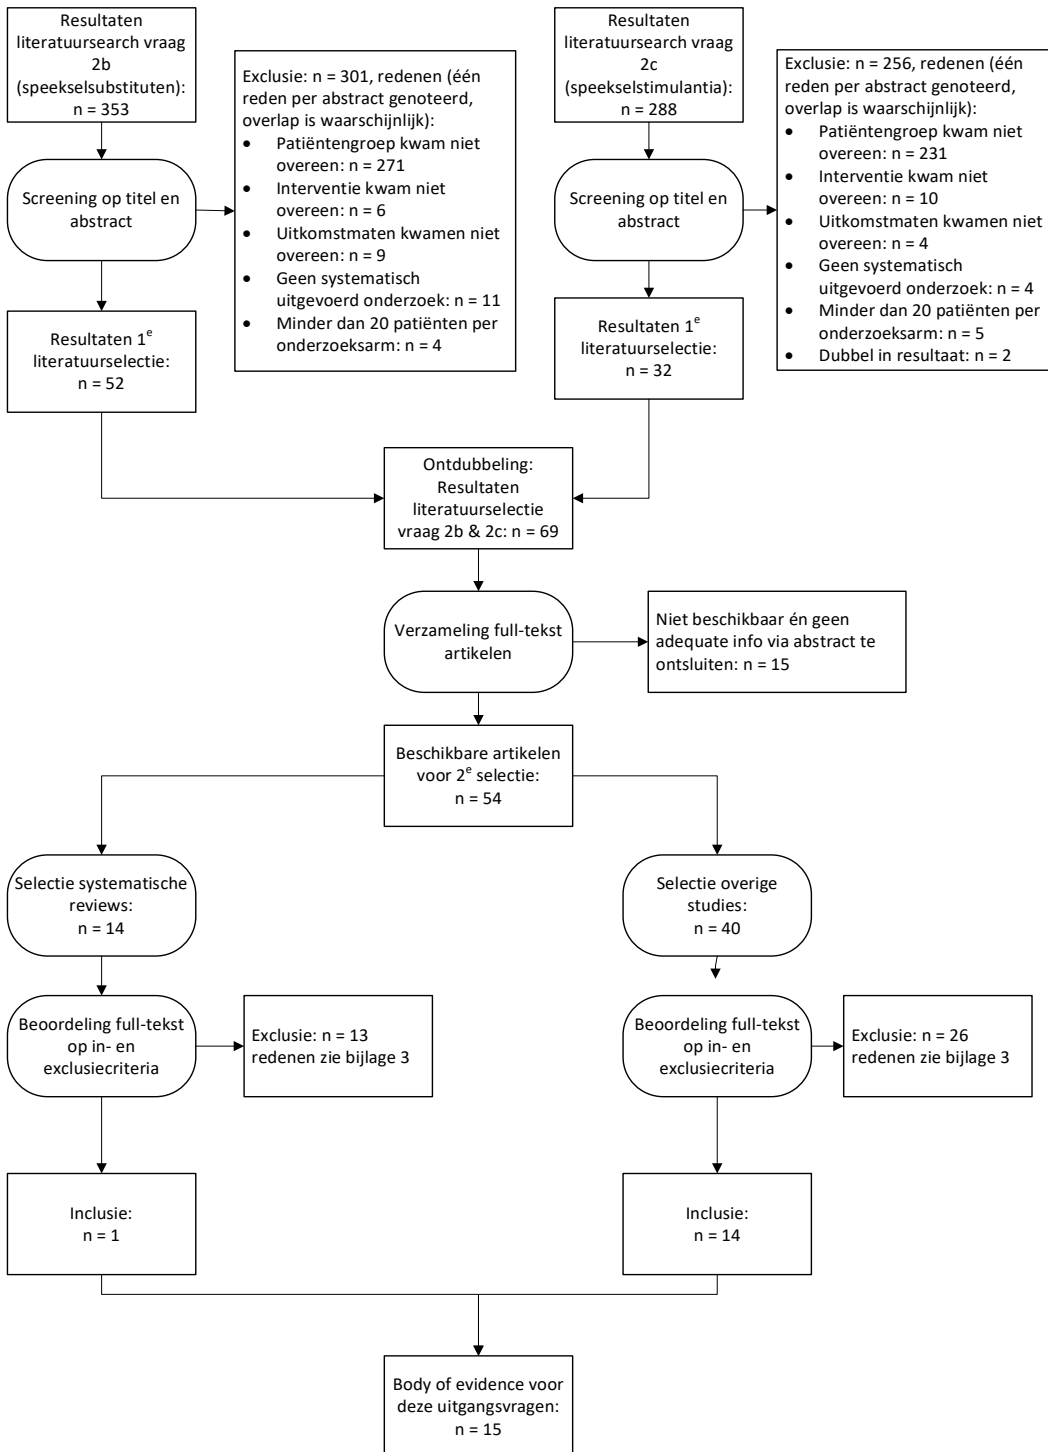 Resultaten
literatuursearch vraag
2b
(speekselsubstituten):
n = 353
Exclusie: n = 301, redenen (één
reden per abstract genoteerd,
overlap is waarschijnlijk):
• Patiëntengroep kwam niet
overeen: n = 271
• Interventie kwam niet
overeen: n = 6
• Uitkomstmaten kwamen niet
overeen: n = 9
• Geen systematisch
uitgevoerd onderzoek: n = 11
• Minder dan 20 patiënten per
onderzoeksarm: n = 4
Screening op titel en
abstract
Resultaten 1e
literatuurselectie:
n = 52
Resultaten
literatuursearch vraag
2c
(speekselstimulantia):
n = 288
Exclusie: n = 256, redenen (één
reden per abstract genoteerd,
overlap is waarschijnlijk):
• Patiëntengroep kwam niet
overeen: n = 231
• Interventie kwam niet
overeen: n = 10
• Uitkomstmaten kwamen niet
overeen: n = 4
• Geen systematisch
uitgevoerd onderzoek: n = 4
• Minder dan 20 patiënten per
onderzoeksarm: n = 5
• Dubbel in resultaat: n = 2
Screening op titel en
abstract
Resultaten 1e
literatuurselectie:
n = 32
Ontdubbeling:
Resultaten
literatuurselectie
vraag 2b & 2c: n = 69
Verzameling full-tekst
artikelen
Niet beschikbaar én geen
adequate info via abstract te
ontsluiten: n = 15
Beschikbare artikelen
voor 2e selectie:
n = 54
Selectie systematische
reviews:
n = 14
Selectie overige
studies:
n = 40
Beoordeling full-tekst
op in- en
exclusiecriteria
Exclusie: n = 13
redenen zie bijlage 3
Beoordeling full-tekst
op in- en
exclusiecriteria
Exclusie: n = 26
redenen zie bijlage 3
Inclusie:
n = 1
Inclusie:
n = 14
Body of evidence voor
deze uitgangsvragen:
n = 15